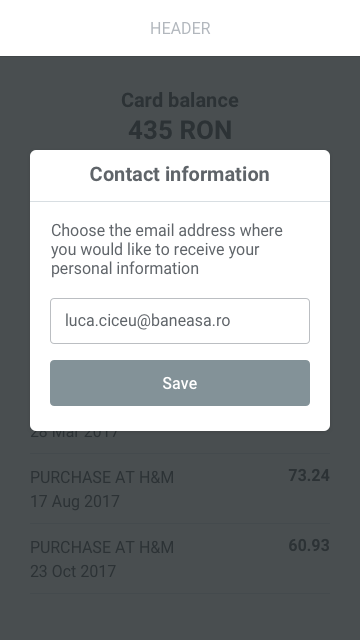 HEADER
Card balance
435 RON
Contact information
Choose the email address where
you would like to receive your
personal information
luca.ciceu@baneasa.ro
Save
28 Mar 2017
PURCHASE AT H&M 73.24
17 Aug 2017
PURCHASE AT H&M 60.93
23 Oct 2017